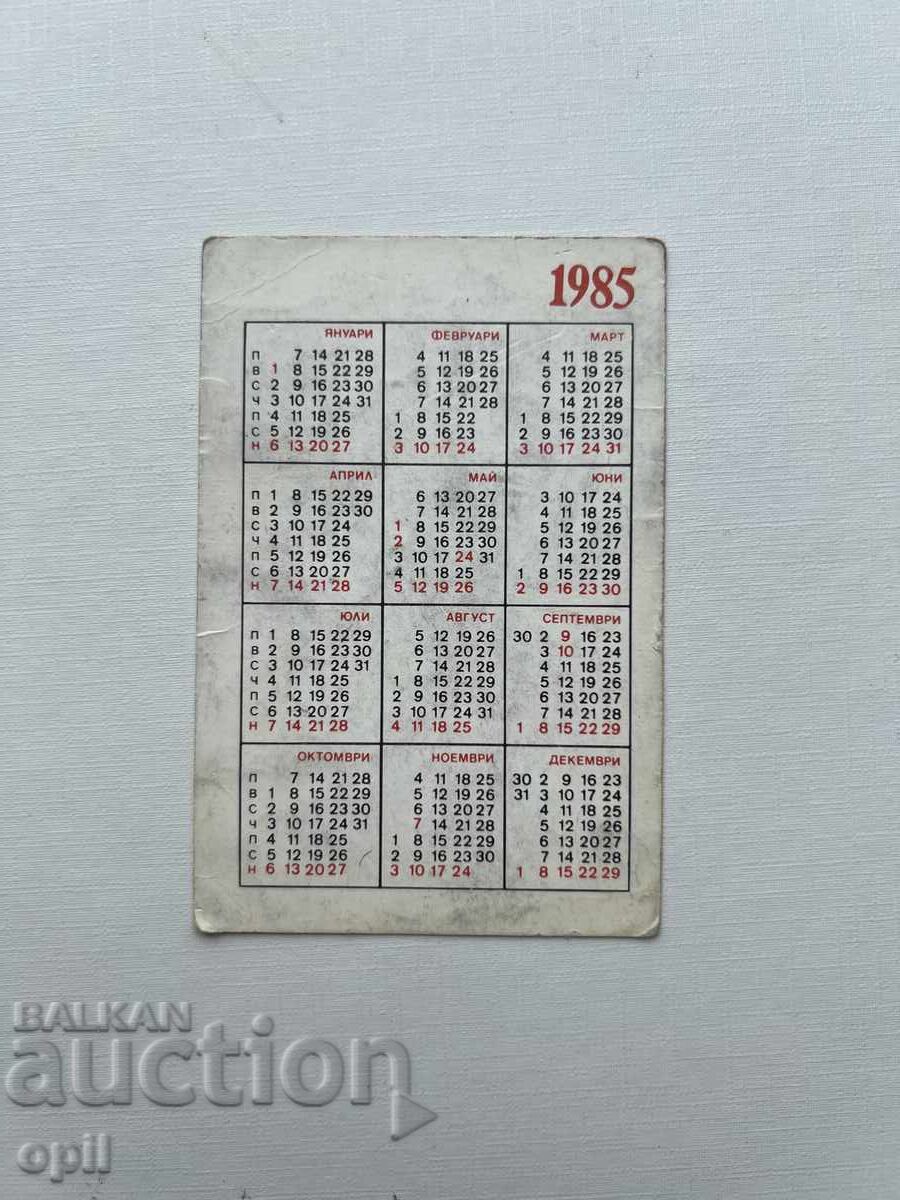 1985
ЯНУАРИ ФЕВРУАРИ МАРТ
П 7 14 21 28 4 11 18 25 4 11 18 25
В 1 8 15 22 29 5 12 19 26 5 12 19 26
С 2 9 16 23 30 6 13 20 27 6 13 20 27
Ч 3 10 17 24 31 7 14 21 28 7 14 21 28
П 4 11 18 25 1 8 15 22 1 8 15 22 29
С 5 12 19 26 2 9 16 23 2 9 16 23 30
Н 6 13 20 27 3 10 17 24 3 10 17 24 31
АПРИЛ МАЙ ЮНИ
П 1 8 15 22 29 6 13 20 27 3 10 17 24
В 2 9 16 23 30 7 14 21 28 4 11 18 25
С 3 10 17 24 1 8 15 22 29 5 12 19 26
Ч 4 11 18 25 2 9 16 23 30 6 13 20 27
П 5 12 19 26 3 10 17 24 31 7 14 21 28
С 6 13 20 27 4 11 18 25 1 8 15 22 29
Н 7 14 21 28 5 12 19 26 2 9 16 23 30
ЮЛИ АВГУСТ СЕПТЕМВРИ
П 1 8 15 22 29 5 12 19 26 30 2 9 16 23
В 2 9 16 23 30 6 13 20 27 3 10 17 24
С 3 10 17 24 31 7 14 21 28 4 11 18 25
Ч 4 11 18 25 1 8 15 22 29 5 12 19 26
П 5 12 19 26 2 9 16 23 30 6 13 20 27
С 6 13 20 27 3 10 17 24 31 7 14 21 28
Н 7 14 21 28 4 11 18 25 1 8 15 22 29
ОКТОМВРИ НОЕМВРИ ДЕКЕМВРИ
П 7 14 21 28 4 11 18 25 30 2 9 16 23
В 1 8 15 22 29 5 12 19 26 31 3 10 17 24
С 2 9 16 23 30 6 13 20 27 4 11 18 25
Ч 3 10 17 24 31 7 14 21 28 5 12 19 26
П 4 11 18 25 1 8 15 22 29 6 13 20 27
С 5 12 19 26 2 9 16 23 30 7 14 21 28
Н 6 13 20 27 3 10 17 24 1 8 15 22 29
BALKAN
auction
opil